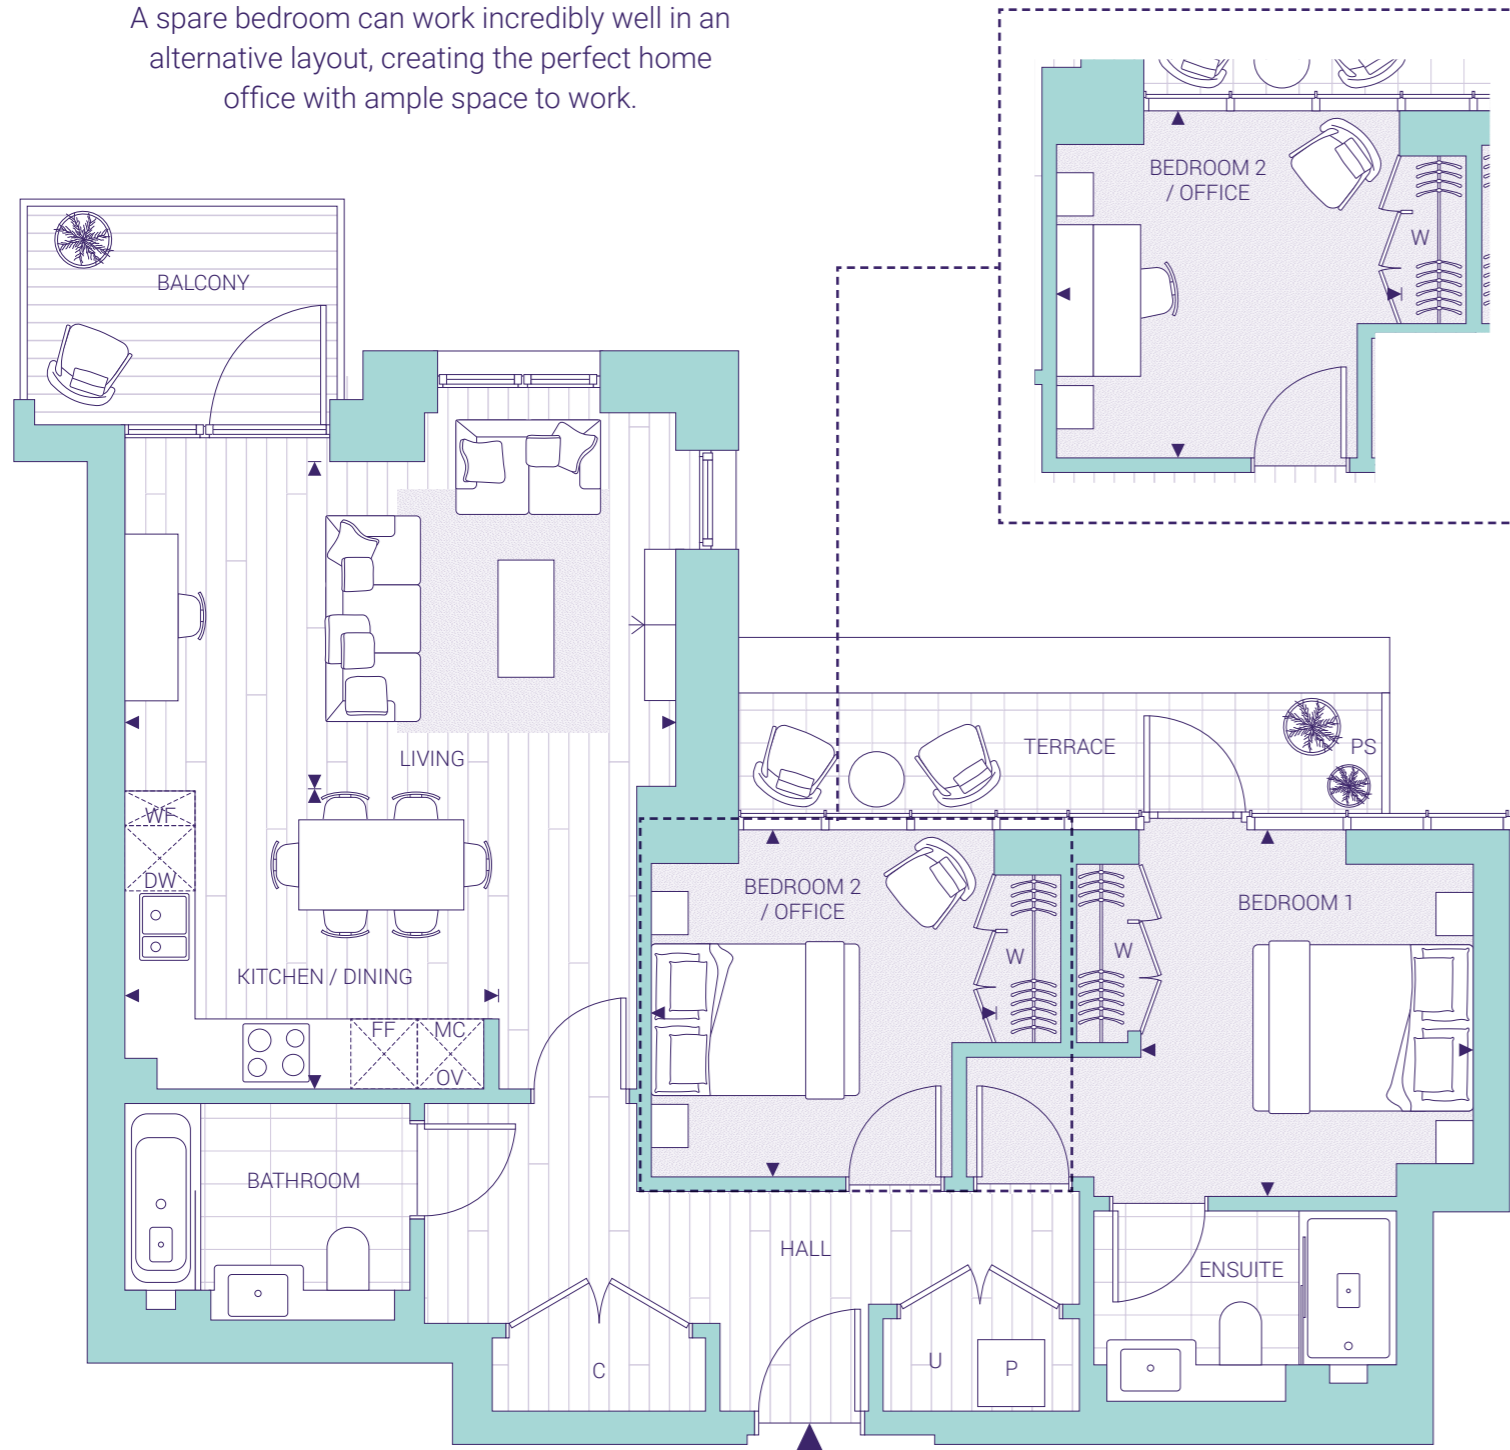 A spare bedroom can work incredibly well in an
alternative layout, creating the perfect home
office with ample space to work.
BEDROOM 2
/ OFFICE
W
BALCONY
LIVING
TERRACE
PS
WF
DW
BEDROOM 2
/ OFFICE
W
W
BEDROOM 1
KITCHEN / DINING
FF
MC
OV
BATHROOM
HALL
ENSUITE
C
U
P